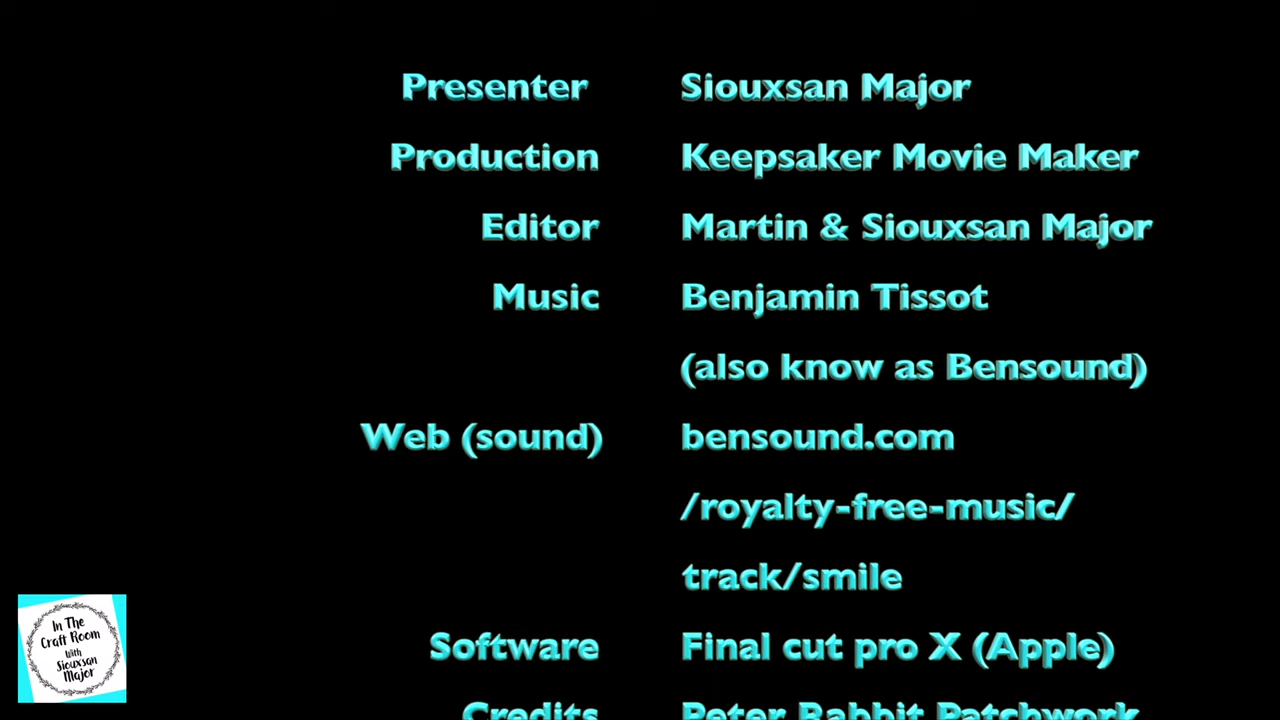 Presenter Siouxsan Major
Production Keepsaker Movie Maker
Editor Martin & Siouxsan Major
Music Benjamin Tissot
(also know as Bensound)
Web (sound) bensound.com
/royalty-free-music/
track/smile
Software Final cut pro X (Apple)
Credits Peter Rabbit Patchwork
In The
Craft Room
With
Siouxsan
Major